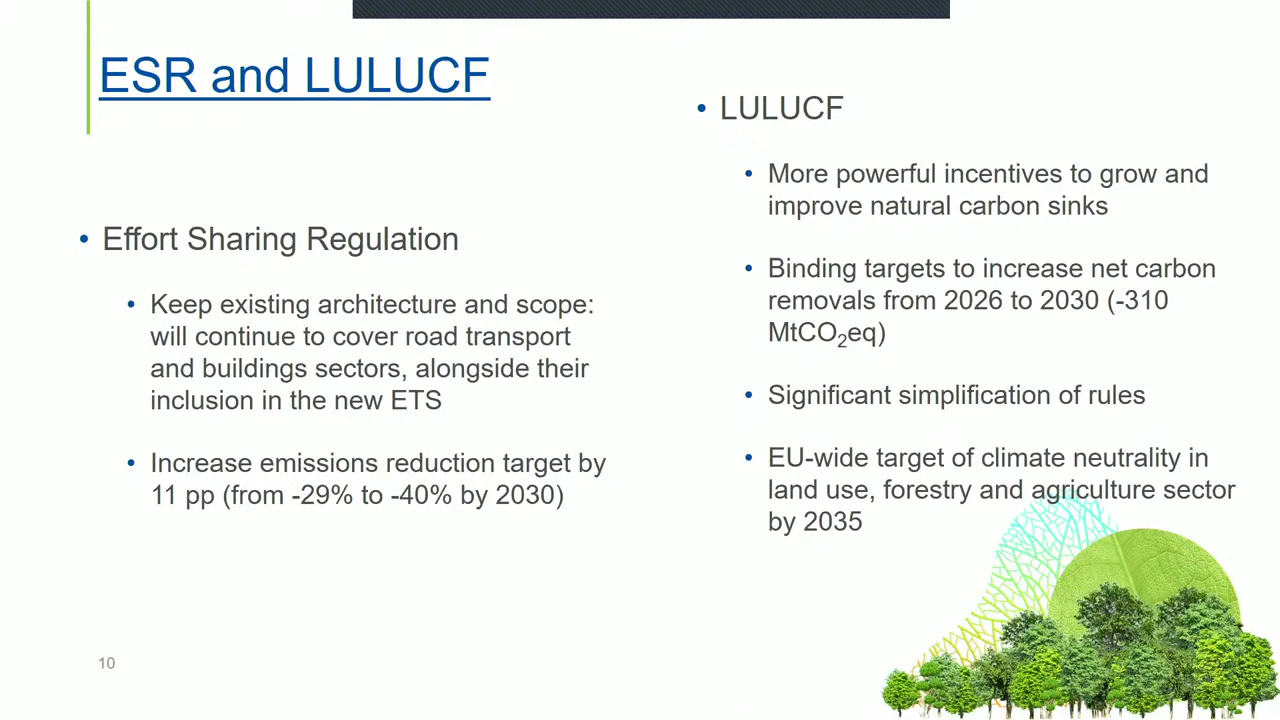 ESR and LULUCF
• Effort Sharing Regulation
• Keep existing architecture and scope:
will continue to cover road transport
and buildings sectors, alongside their
inclusion in the new ETS
• Increase emissions reduction target by
11 pp (from -29% to -40% by 2030)
• LULUCF
• More powerful incentives to grow and
improve natural carbon sinks
• Binding targets to increase net carbon
removals from 2026 to 2030 (-310
MtCO₂eq)
• Significant simplification of rules
• EU-wide target of climate neutrality in
land use, forestry and agriculture sector
by 2035
10